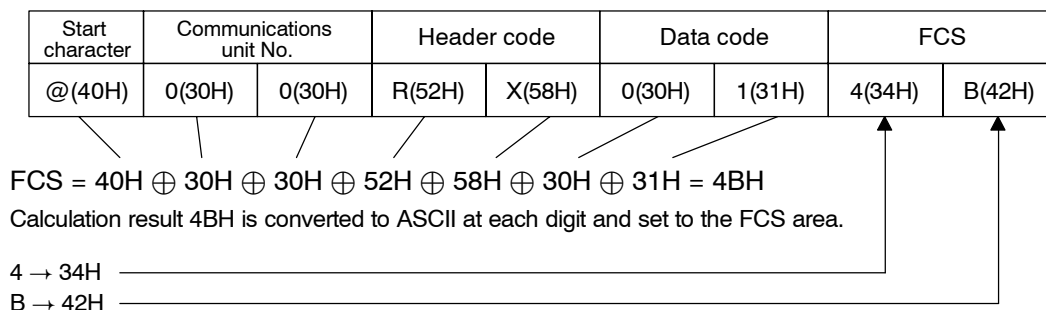 Start character Communications unit No. Header code Data code FCS
@(40H) 0(30H) 0(30H) R(52H) X(58H) 0(30H) 1(31H) 4(34H) B(42H)
FCS = 40H ⊕ 30H ⊕ 30H ⊕ 52H ⊕ 58H ⊕ 30H ⊕ 31H = 4BH
Calculation result 4BH is converted to ASCII at each digit and set to the FCS area.
4 → 34H
B → 42H